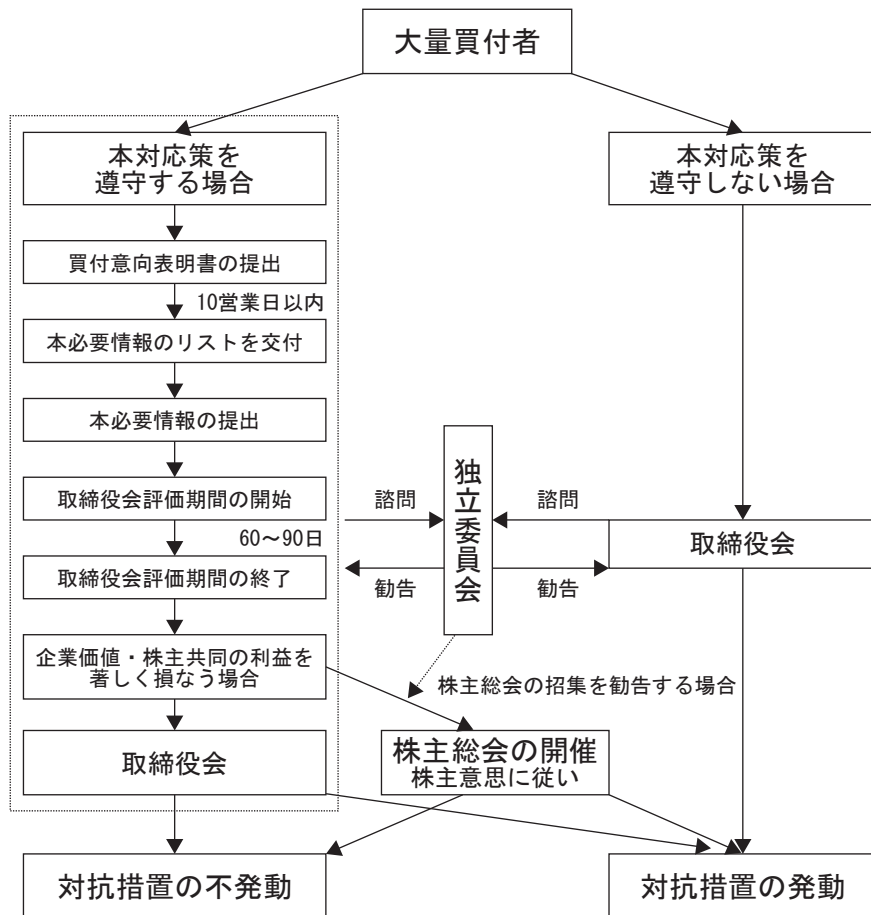 大量買付者
本対応策を
遵守する場合
本対応策を
遵守しない場合
買付意向表明書の提出
10営業日以内
本必要情報のリストを交付
本必要情報の提出
取締役会評価期間の開始
60〜90日
取締役会評価期間の終了
諮問
勧告
独立委員会
諮問
勧告
取締役会
企業価値・株主共同の利益を
著しく損なう場合
株主総会の招集を勧告する場合
取締役会
株主総会の開催
株主意思に従い
対抗措置の不発動
対抗措置の発動